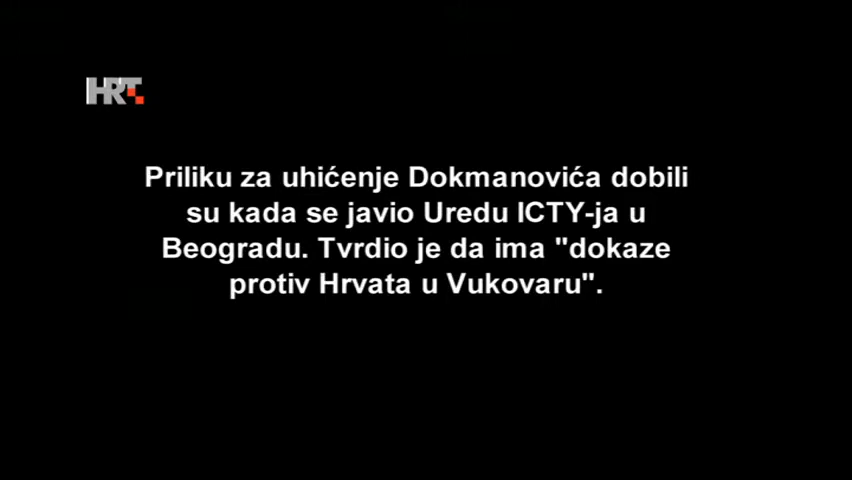 HRT
Priliku za uhićenje Dokmanovića dobili
su kada se javio Uredu ICTY-ja u
Beogradu. Tvrdio je da ima "dokaze
protiv Hrvata u Vukovaru".